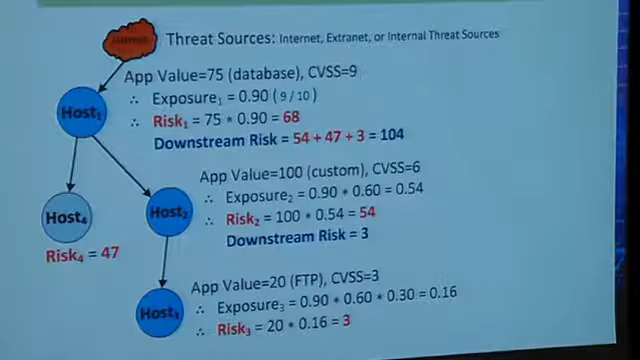 Internet
Threat Sources: Internet, Extranet, or Internal Threat Sources
App Value=75 (database), CVSS=9
∴ Exposure₁ = 0.90 (9/10)
Host₁
∴ Risk₁ = 75 * 0.90 = 68
Downstream Risk = 54 + 47 + 3 = 104
App Value=100 (custom), CVSS=6
∴ Exposure₂ = 0.90 * 0.60 = 0.54
Host₄
Host₂
∴ Risk₂ = 100 * 0.54 = 54
Downstream Risk = 3
Risk₄ = 47
App Value=20 (FTP), CVSS=3
∴ Exposure₃ = 0.90 * 0.60 * 0.30 = 0.16
Host₃
∴ Risk₃ = 20 * 0.16 = 3